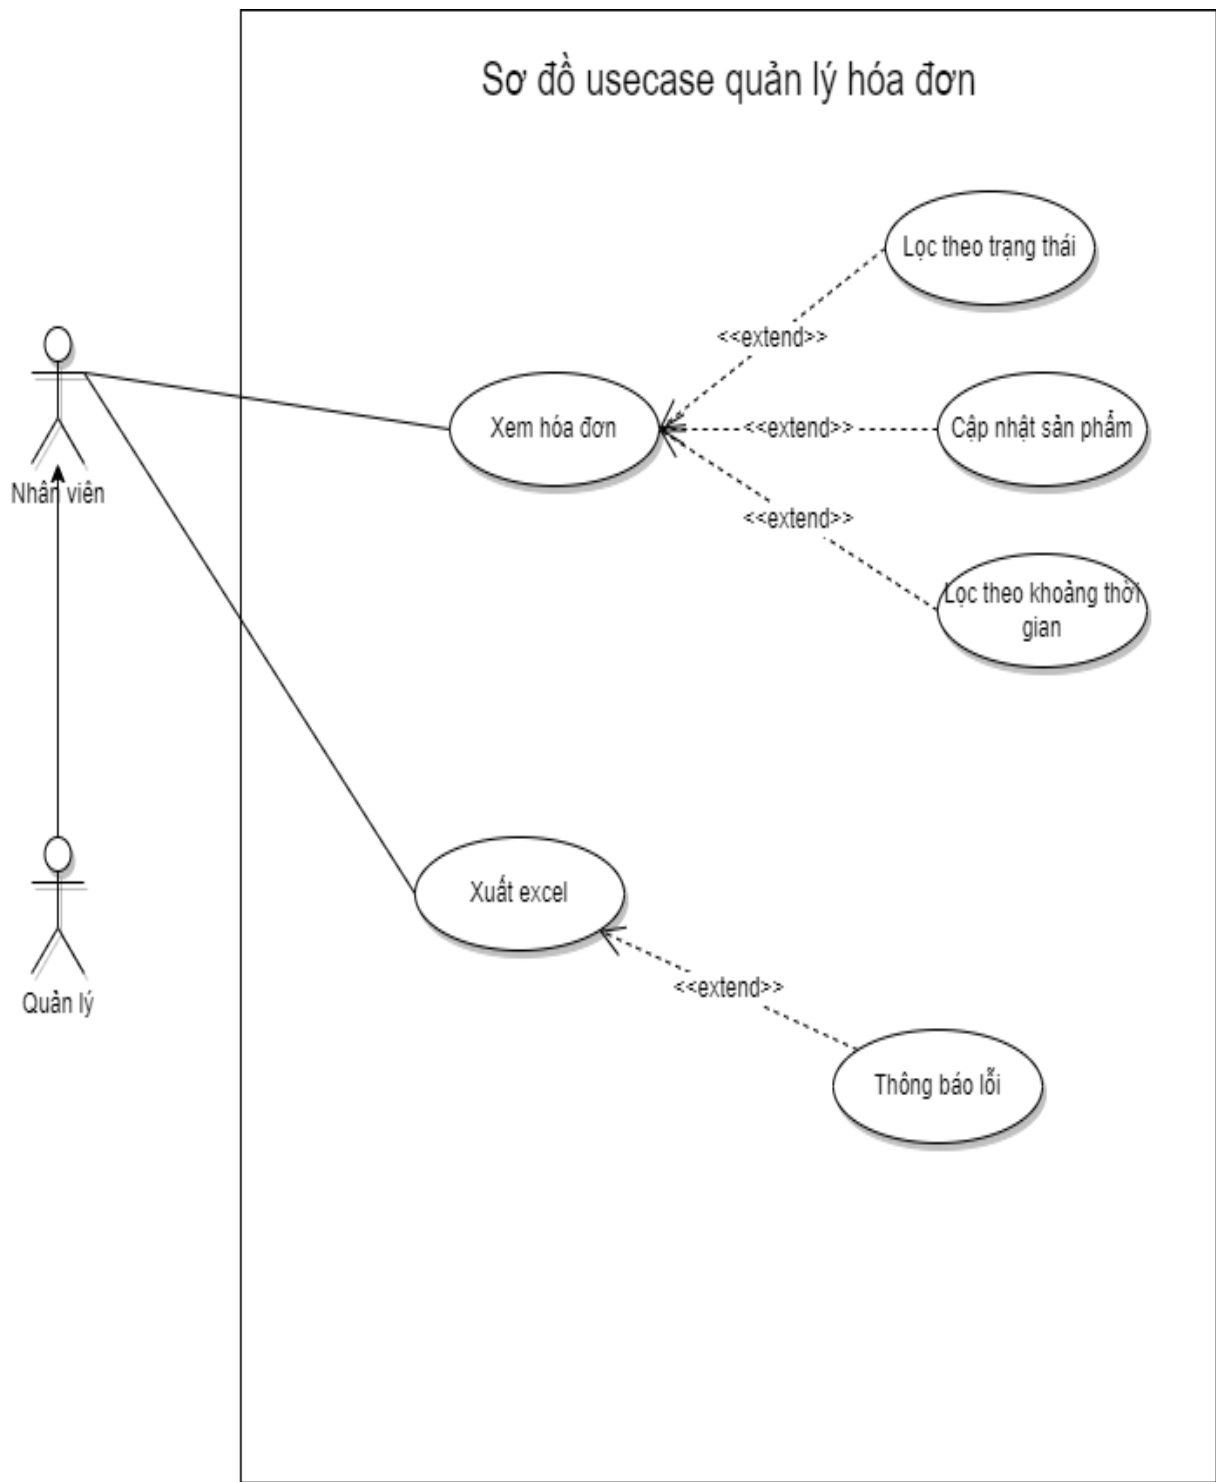 Sơ đồ usecase quản lý hóa đơn
Lọc theo trạng thái
<<extend>>
Xem hóa đơn
<<extend>>
Cập nhật sản phẩm
Nhân viên
<<extend>>
Lọc theo khoảng thời
gian
Xuất excel
<<extend>>
Quản lý
Thông báo lỗi